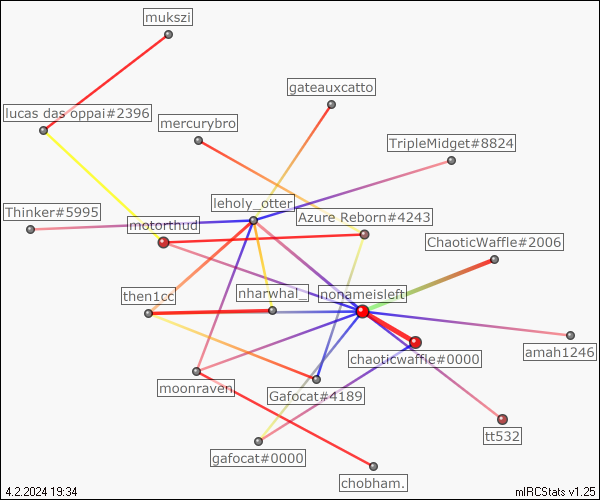 mukszi
gateauxcatto
lucas das oppai#2396
mercurybro
TripleMidget#8824
leholy_otter
Thinker#5995
Azure Reborn#4243
motorthud
ChaoticWaffle#2006
then1cc
nharwhal_
nonameisleft
chaoticwaffle#0000
amah1246
moonraven
Gafocat#4189
tt532
gafocat#0000
chobham.
4.2.2024 19:34
mIRCStats v1.25